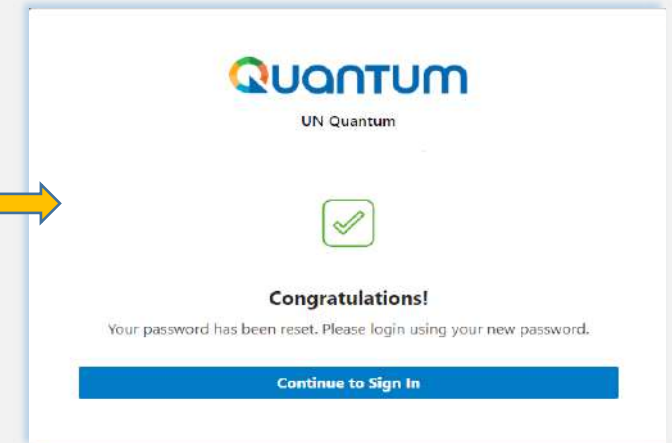 QUANTUM
UN Quantum
Congratulations!
Your password has been reset. Please login using your new password.
Continue to Sign In